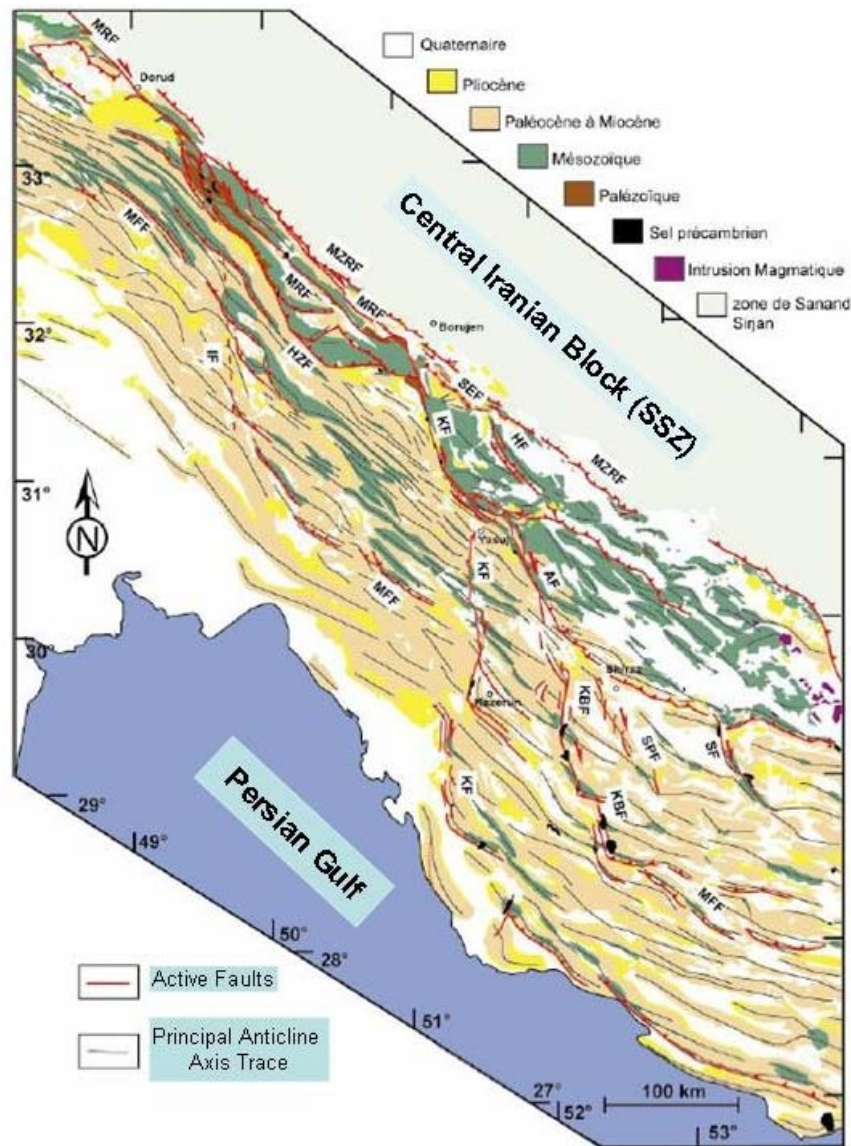 MRF
Dorud
Quaternaire
Pliocène
Paléocène à Miocène
Mésozoïque
Palézoïque
Sel précambrien
Intrusion Magmatique
zone de Sanand
Sirjan
33°
MFF
Central Iranian Block (SSZ)
MZRF
MRF
MRF
32°
Borujen
IF
HZF
SEF
KF
HF
MZRF
31°
N
Yusuj
KF
AF
MFF
30°
Shiraz
Kazerun
KBF
SPF
SF
KF
KBF
MFF
Persian Gulf
29°
49°
50°
28°
51°
Active Faults
Principal Anticline
Axis Trace
27°
52°
100 km
53°